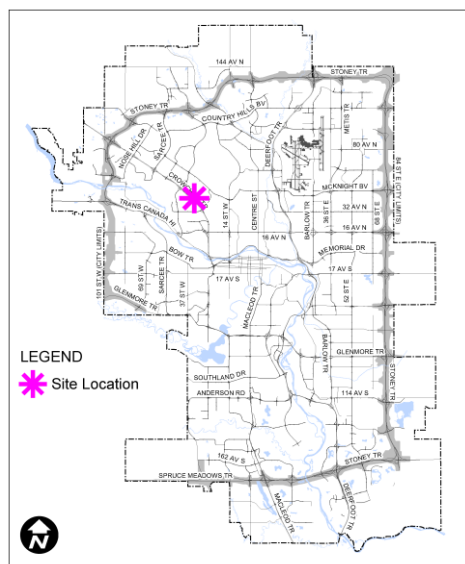 144 AV N
STONEY TR
STONEY TR
COUNTRY HILLS BV
METIS TR
NOSE HILL DR
SARCEE TR
DEERFOOT TR
80 AV N
84 ST E (CITY LIMITS)
MCKNIGHT BV
TRANS CANADA HI
14 ST W
CENTRE ST
BARLOW TR
36 ST E
32 AV N
68 ST E
16 AV N
16 AV N
MEMORIAL DR
101 ST W (CITY LIMITS)
69 ST W
SARCEE TR
BOW TR
37 ST W
17 AV S
17 AV S
52 ST E
MACLEOD TR
GLENMORE TR
BARLOW TR
GLENMORE TR
STONEY TR
LEGEND
Site Location
SOUTHLAND DR
ANDERSON RD
114 AV S
162 AV S
STONEY TR
SPRUCE MEADOWS TR
MACLEOD TR
DEERFOOT TR
N